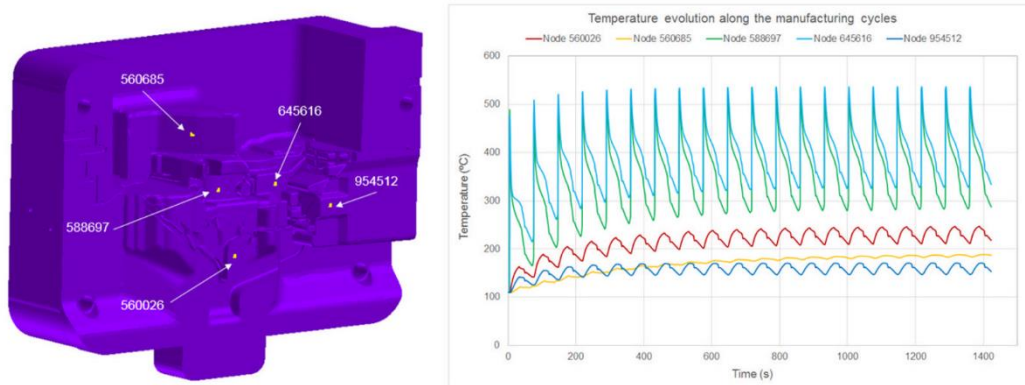 560685
645616
954512
588697
560026
Temperature evolution along the manufacturing cycles
Node 560026 Node 560685 Node 588697 Node 645616 Node 954512
600
500
400
300
200
100
0
Temperature (ºC)
0 200 400 600 800 1000 1200 1400
Time (s)